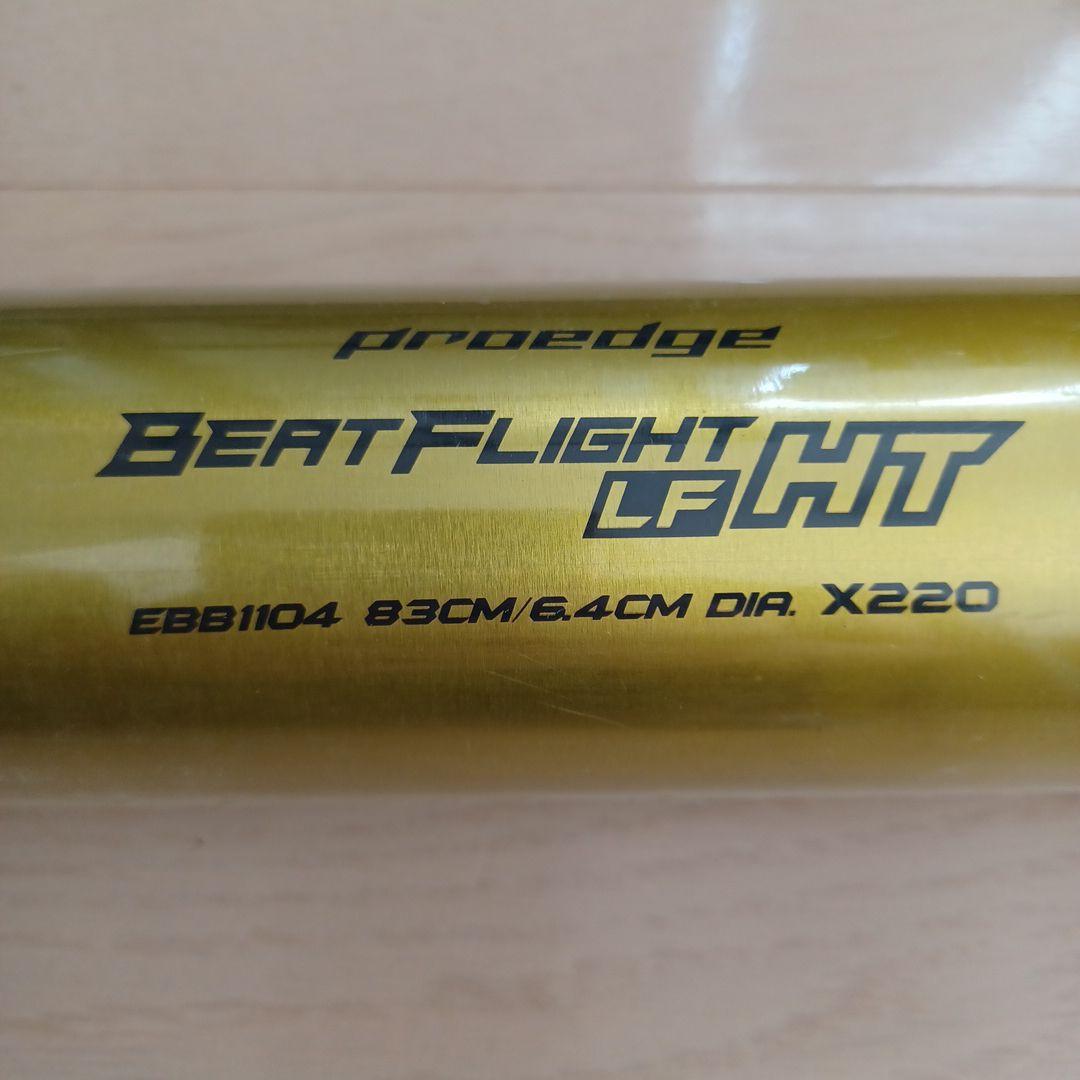 proedge
BEATFLIGHT LF HT
EBB1104 83CM/6.4CM DIA. X220